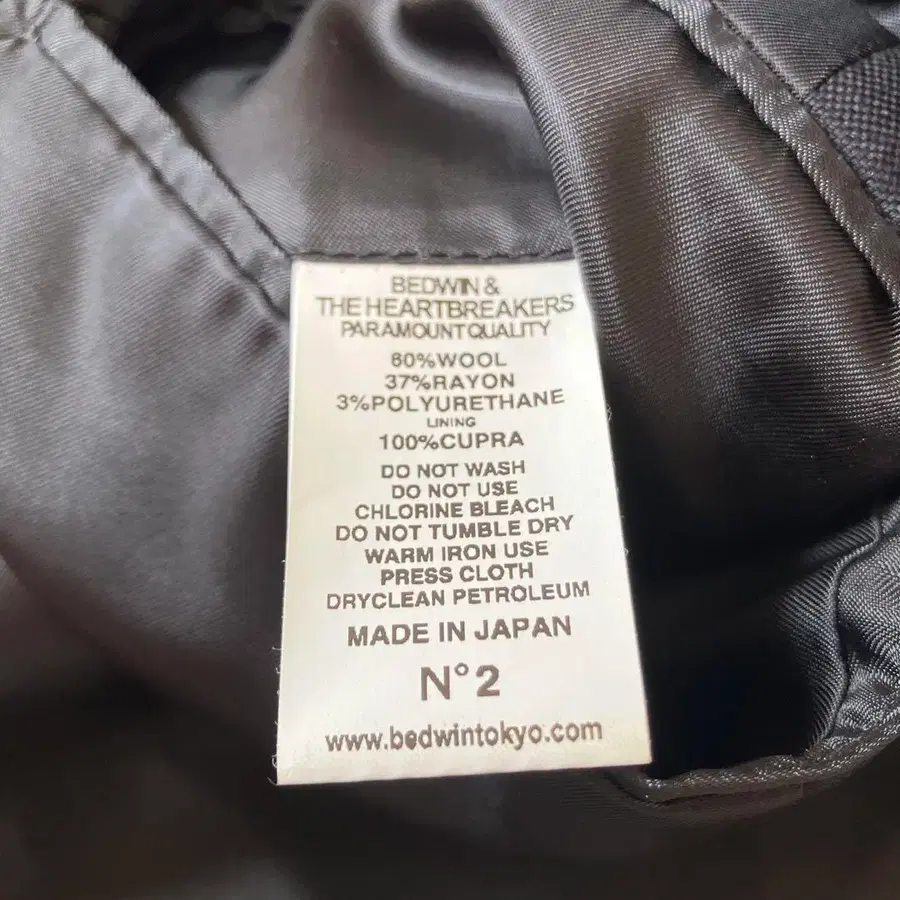 BEDWIN &
THE HEARTBREAKERS
PARAMOUNT QUALITY
60%WOOL
37%RAYON
3%POLYURETHANE
LINING
100%CUPRA
DO NOT WASH
DO NOT USE
CHLORINE BLEACH
DO NOT TUMBLE DRY
WARM IRON USE
PRESS CLOTH
DRYCLEAN PETROLEUM
MADE IN JAPAN
N°2
www.bedwintokyo.com